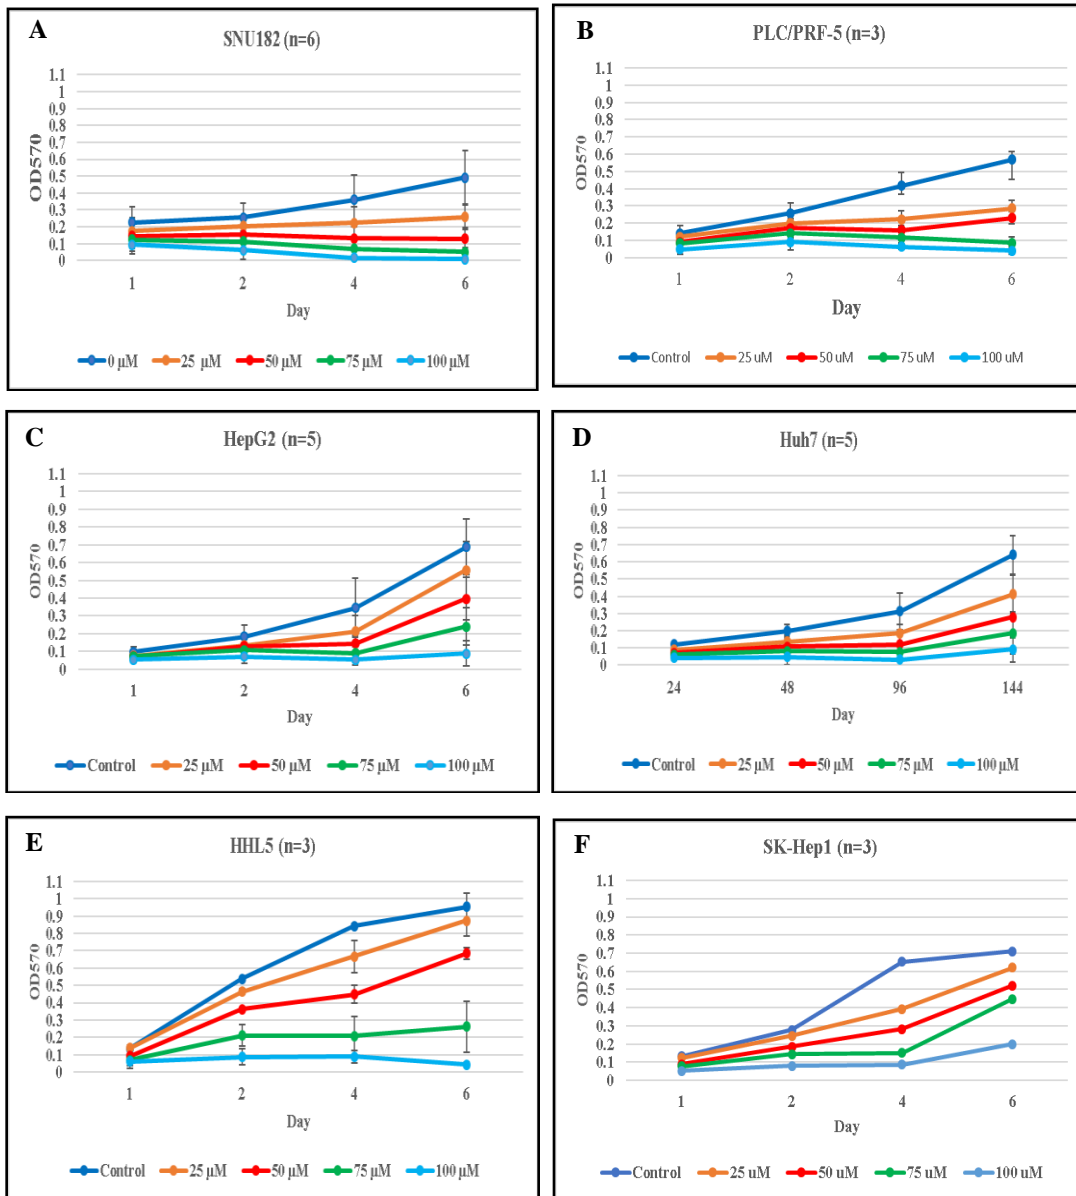 A
SNU182 (n=6)
1.1
1
0.9
0.8
0.7
0.6
0.5
0.4
0.3
0.2
0.1
0
OD570
1 2 4 6
Day
0 µM 25 µM 50 µM 75 µM 100 µM
B
PLC/PRF-5 (n=3)
1.1
1
0.9
0.8
0.7
0.6
0.5
0.4
0.3
0.2
0.1
0
OD570
1 2 4 6
Day
Control 25 uM 50 uM 75 uM 100 uM
C
HepG2 (n=5)
1.1
1
0.9
0.8
0.7
0.6
0.5
0.4
0.3
0.2
0.1
0
OD570
1 2 4 6
Day
Control 25 µM 50 µM 75 µM 100 µM
D
Huh7 (n=5)
1.1
1
0.9
0.8
0.7
0.6
0.5
0.4
0.3
0.2
0.1
0
OD570
24 48 96 144
Day
Control 25 µM 50 µM 75 µM 100 µM
E
HHL5 (n=3)
1.1
1
0.9
0.8
0.7
0.6
0.5
0.4
0.3
0.2
0.1
0
OD570
1 2 4 6
Day
Control 25 µM 50 µM 75 µM 100 µM
F
SK-Hep1 (n=3)
1.1
1
0.9
0.8
0.7
0.6
0.5
0.4
0.3
0.2
0.1
0
OD570
1 2 4 6
Day
Control 25 uM 50 uM 75 uM 100 uM